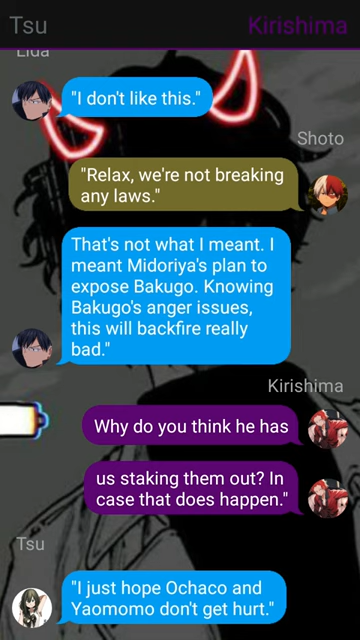 Tsu
Kirishima
Lida
"I don't like this."
Shoto
"Relax, we're not breaking
any laws."
That's not what I meant. I
meant Midoriya's plan to
expose Bakugo. Knowing
Bakugo's anger issues,
this will backfire really
bad."
Kirishima
Why do you think he has
us staking them out? In
case that does happen."
Tsu
"I just hope Ochaco and
Yaomomo don't get hurt."